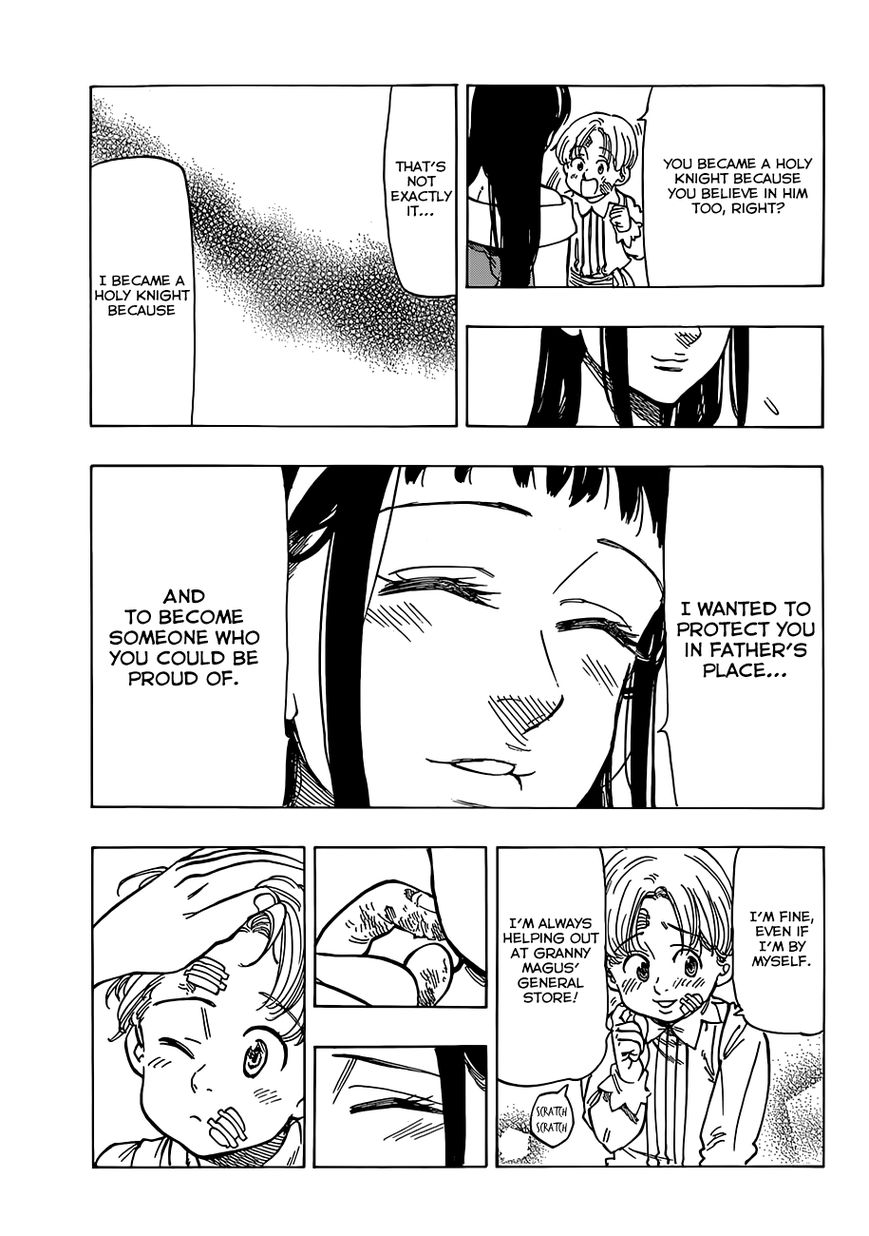 YOU BECAME A HOLY
KNIGHT BECAUSE
YOU BELIEVE IN HIM
TOO, RIGHT?
THAT'S
NOT
EXACTLY
IT...
I BECAME A
HOLY KNIGHT
BECAUSE
I WANTED TO
PROTECT YOU
IN FATHER'S
PLACE...
AND
TO BECOME
SOMEONE WHO
YOU COULD BE
PROUD OF.
I'M FINE,
EVEN IF
I'M BY
MYSELF.
I'M ALWAYS
HELPING OUT
AT GRANNY
MAGUS'
GENERAL
STORE!
SCRATCH
SCRATCH